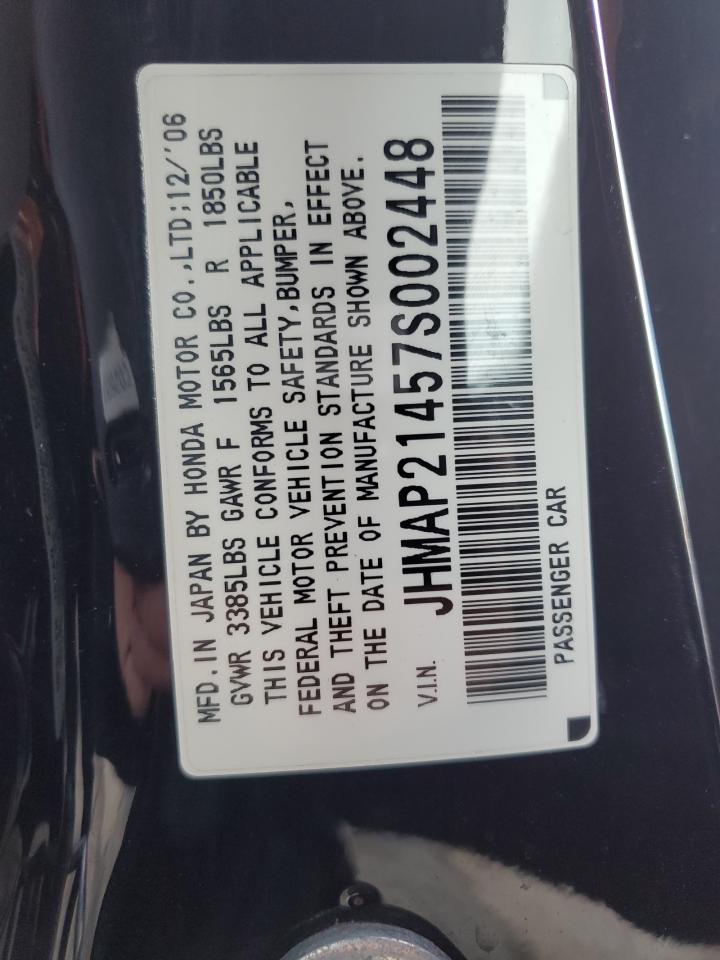 MFD.IN JAPAN BY HONDA MOTOR CO.,LTD;12/'06
GVWR 3385LBS GAWR F 1565LBS R 1850LBS
THIS VEHICLE CONFORMS TO ALL APPLICABLE
FEDERAL MOTOR VEHICLE SAFETY,BUMPER,
AND THEFT PREVENTION STANDARDS IN EFFECT
ON THE DATE OF MANUFACTURE SHOWN ABOVE.
V.I.N. JHMAP21457S002448
PASSENGER CAR